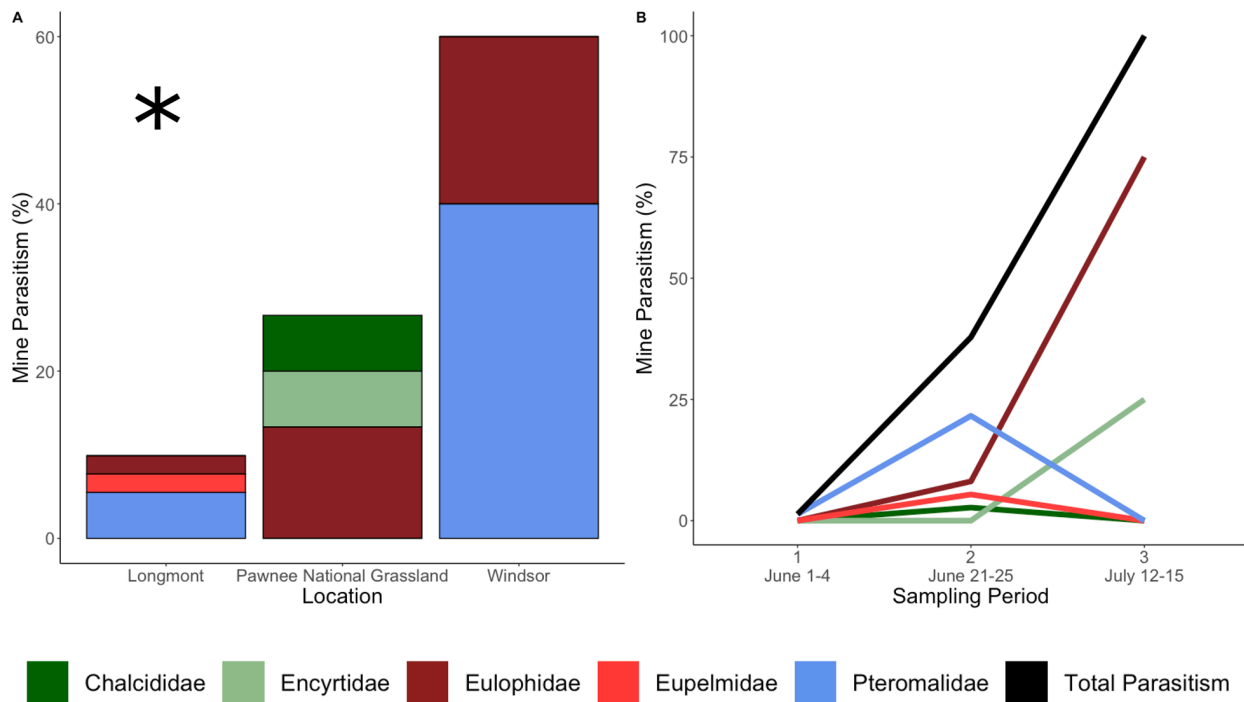 A
60
40
20
0
Mine Parasitism (%)
*
Longmont
Pawnee National Grassland
Windsor
Location
B
100
75
50
25
0
Mine Parasitism (%)
1
June 1-4
2
June 21-25
3
July 12-15
Sampling Period
Chalcididae
Encyrtidae
Eulophidae
Eupelmidae
Pteromalidae
Total Parasitism